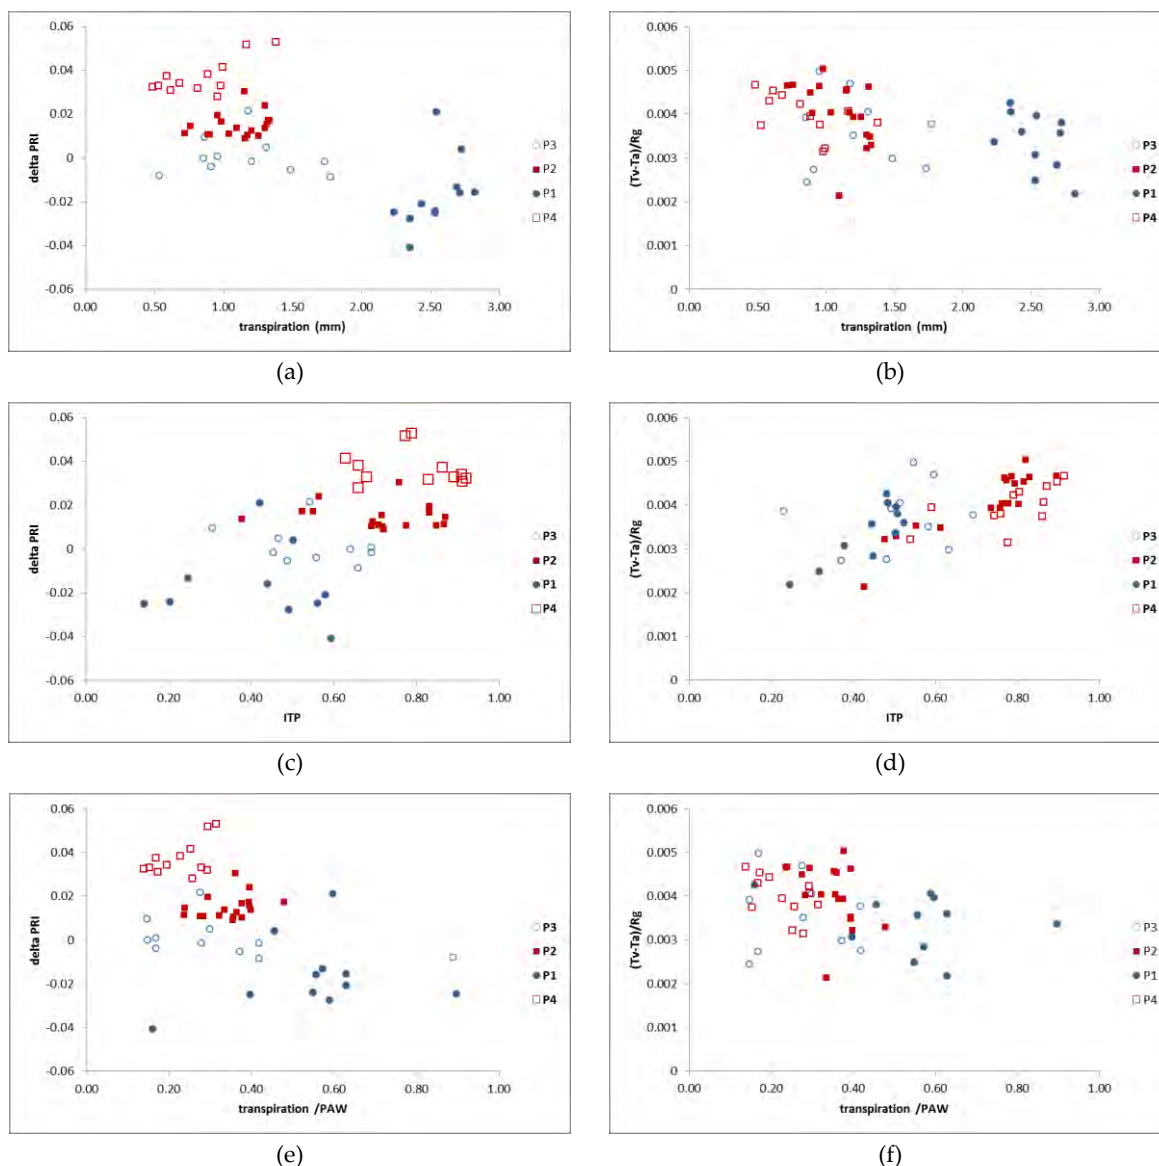 0.06
0.04
0.02
0
-0.02
-0.04
-0.06
delta PRI
0.00 0.50 1.00 1.50 2.00 2.50 3.00
transpiration (mm)
P3
P2
P1
P4
(a)
0.006
0.005
0.004
0.003
0.002
0.001
0
(Tv-Ta)/Rg
0.00 0.50 1.00 1.50 2.00 2.50 3.00
transpiration (mm)
P3
P2
P1
P4
(b)
0.06
0.04
0.02
0
-0.02
-0.04
-0.06
delta PRI
0.00 0.20 0.40 0.60 0.80 1.00
ITP
P3
P2
P1
P4
(c)
0.006
0.005
0.004
0.003
0.002
0.001
0
(Tv-Ta)/Rg
0.00 0.20 0.40 0.60 0.80 1.00
ITP
P3
P2
P1
P4
(d)
0.06
0.04
0.02
0
-0.02
-0.04
-0.06
delta PRI
0.00 0.20 0.40 0.60 0.80 1.00
transpiration /PAW
P3
P2
P1
P4
(e)
0.006
0.005
0.004
0.003
0.002
0.001
0
(Tv-Ta)/Rg
0.00 0.20 0.40 0.60 0.80 1.00
transpiration /PAW
P3
P2
P1
P4
(f)